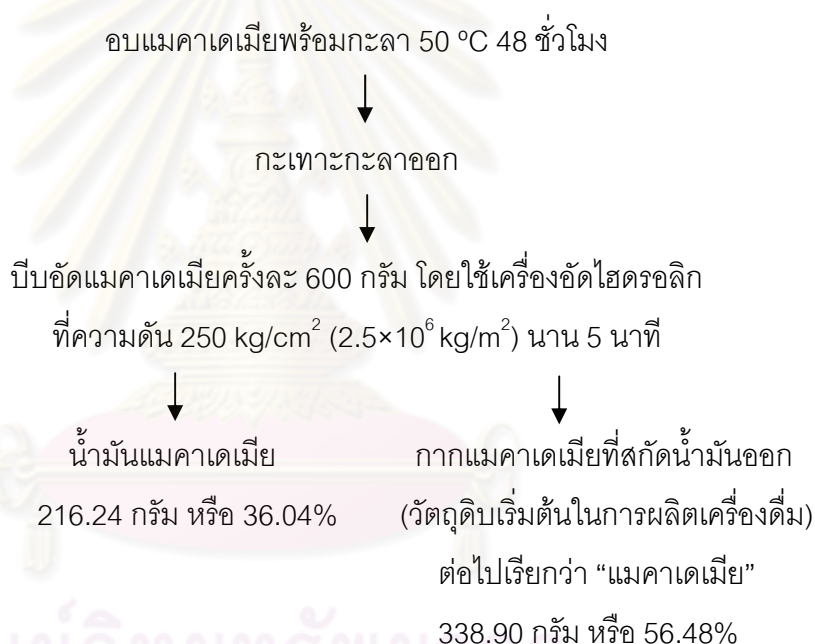 อบแมคาเดเมียพร้อมกะลา 50 ºC 48 ชั่วโมง
กะเทาะกะลาออก
บีบอัดแมคาเดเมียครั้งละ 600 กรัม โดยใช้เครื่องอัดไฮดรอลิก
ที่ความดัน 250 kg/cm² (2.5×10⁶ kg/m²) นาน 5 นาที
น้ำมันแมคาเดเมีย
216.24 กรัม หรือ 36.04%
กากแมคาเดเมียที่สกัดน้ำมันออก
(วัตถุดิบเริ่มต้นในการผลิตเครื่องดื่ม)
ต่อไปเรียกว่า “แมคาเดเมีย”
338.90 กรัม หรือ 56.48%